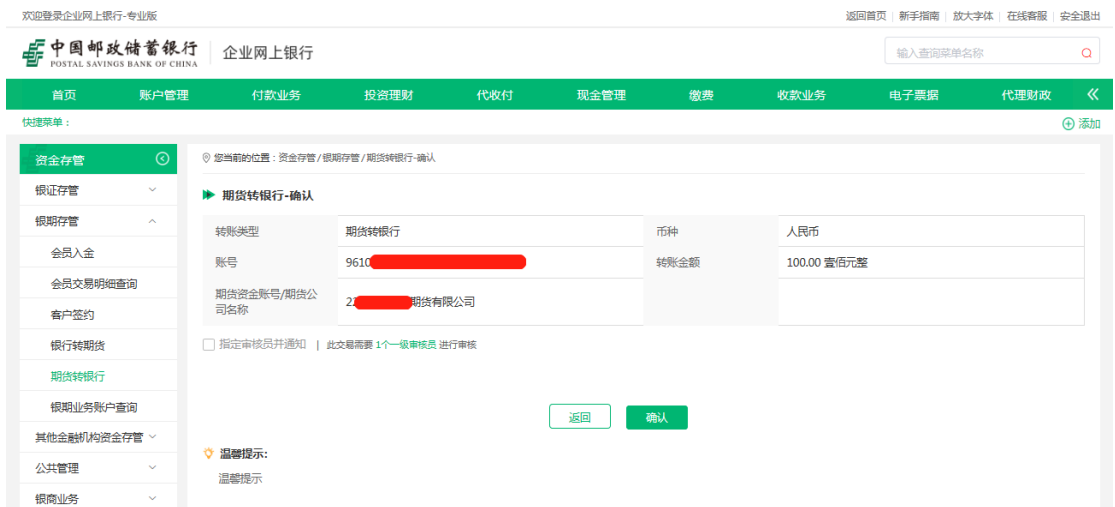 欢迎登录企业网上银行-专业版
返回首页 新手指南 放大字体 在线客服 安全退出
中国邮政储蓄银行
POSTAL SAVINGS BANK OF CHINA
企业网上银行
输入查询菜单名称
首页 账户管理 付款业务 投资理财 代收付 现金管理 缴费 收款业务 电子票据 代理财政
快捷菜单：
添加
资金存管
银证存管
银期存管
会员入金
会员交易明细查询
客户签约
银行转期货
期货转银行
银期业务账户查询
其他金融机构资金存管
公共管理
银商业务
您当前的位置：资金存管/银期存管/期货转银行-确认
期货转银行-确认
转账类型 期货转银行 币种 人民币
账号 9610 转账金额 100.00 壹佰元整
期货资金账号/期货公
司名称
2 期货有限公司
指定审核员并通知 | 此交易需要 1个一级审核员 进行审核
返回 确认
温馨提示:
温馨提示